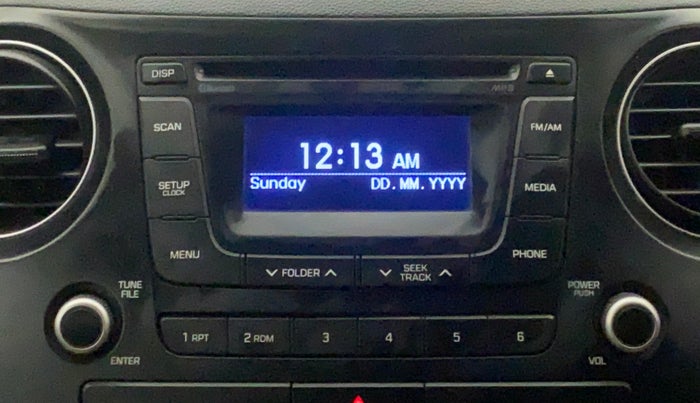 DISP
MP3
SCAN
FM/AM
12:13 AM
Sunday DD.MM.YYYY
SETUP
CLOCK
MEDIA
MENU
FOLDER
SEEK
TRACK
PHONE
TUNE
FILE
POWER
PUSH
1 RPT 2 RDM 3 4 5 6
ENTER
VOL